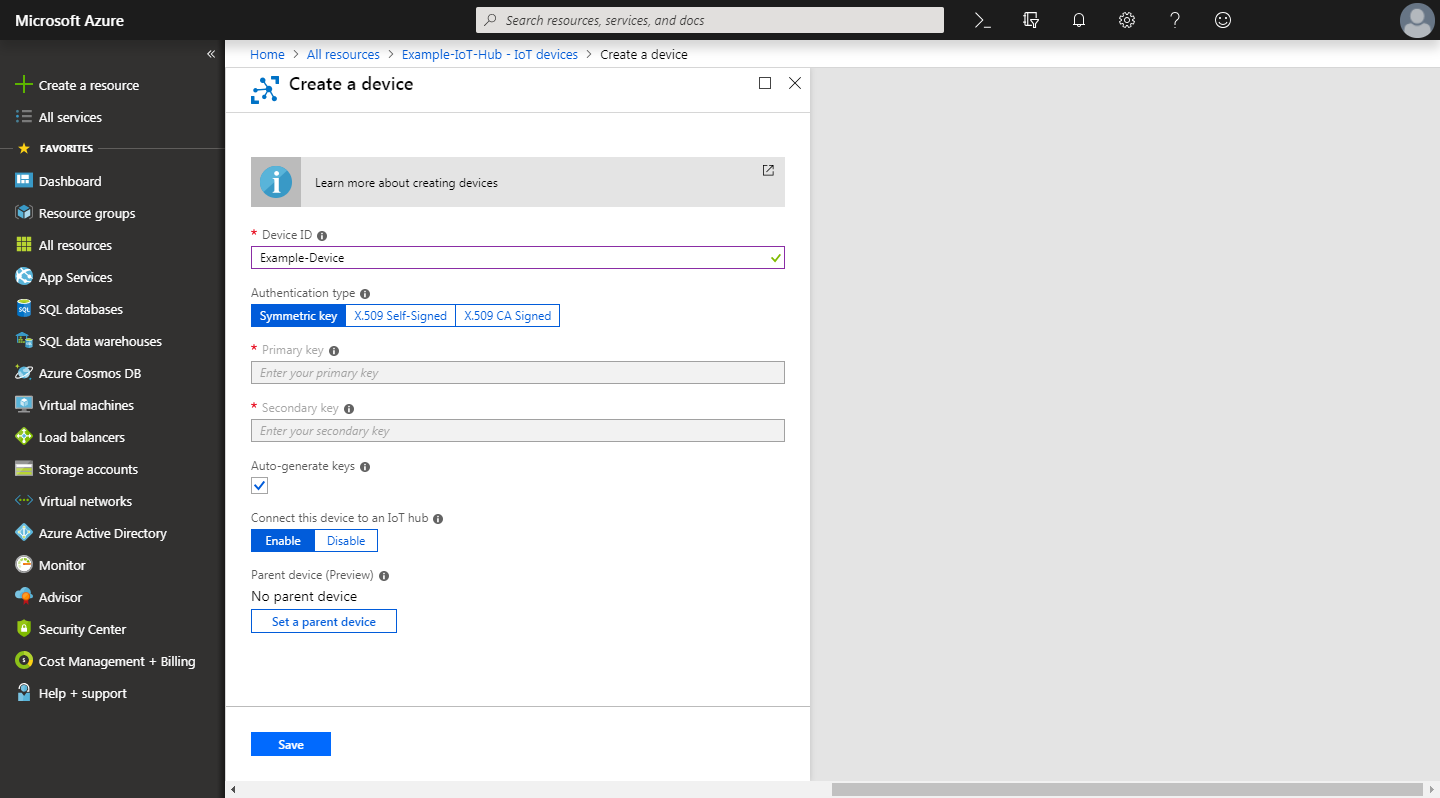 Microsoft Azure
Search resources, services, and docs
Create a resource
All services
FAVORITES
Dashboard
Resource groups
All resources
App Services
SQL databases
SQL data warehouses
Azure Cosmos DB
Virtual machines
Load balancers
Storage accounts
Virtual networks
Azure Active Directory
Monitor
Advisor
Security Center
Cost Management + Billing
Help + support
Home > All resources > Example-IoT-Hub - IoT devices > Create a device
Create a device
Learn more about creating devices
* Device ID
Example-Device
Authentication type
Symmetric key X.509 Self-Signed X.509 CA Signed
* Primary key
Enter your primary key
* Secondary key
Enter your secondary key
Auto-generate keys
Connect this device to an IoT hub
Enable Disable
Parent device (Preview)
No parent device
Set a parent device
Save